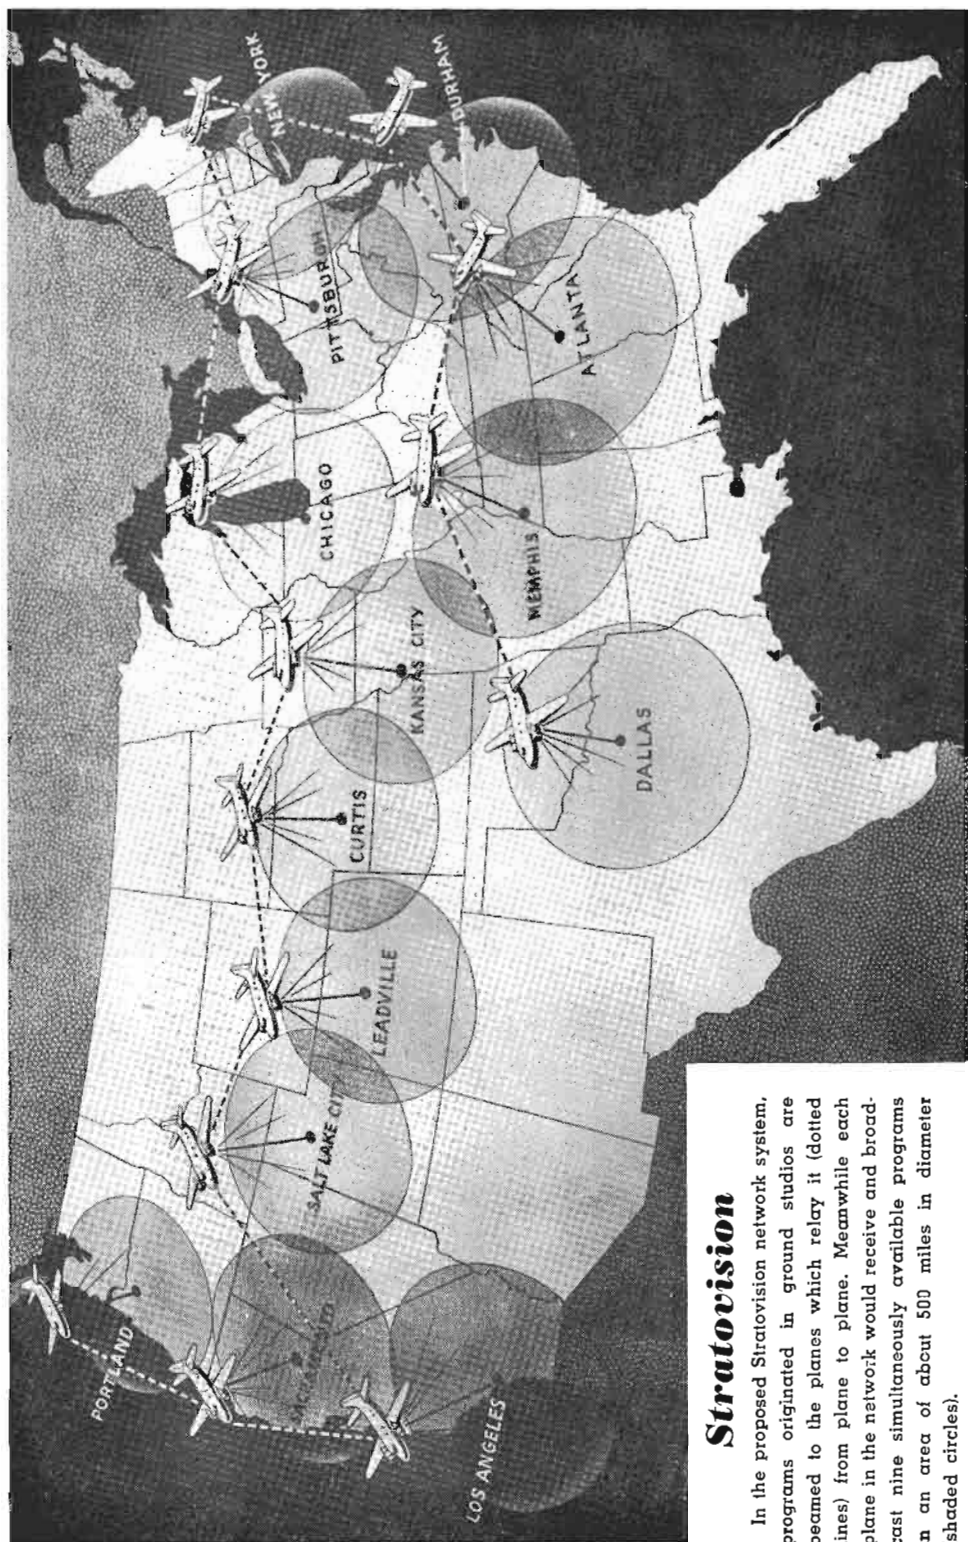 NEW YORK
DURHAM
PITTSBURGH
ATLANTA
CHICAGO
MEMPHIS
KANSAS CITY
DALLAS
CURTIS
LEADVILLE
SALT LAKE CITY
PORTLAND
LOS ANGELES
Stratovision
In the proposed Stratovision network system,
programs originated in ground studios are
beamed to the planes which relay it (dotted
ines) from plane to plane. Meanwhile each
plane in the network would receive and broad-
cast nine simultaneously available programs
n an area of about 500 miles in diameter
shaded circles).